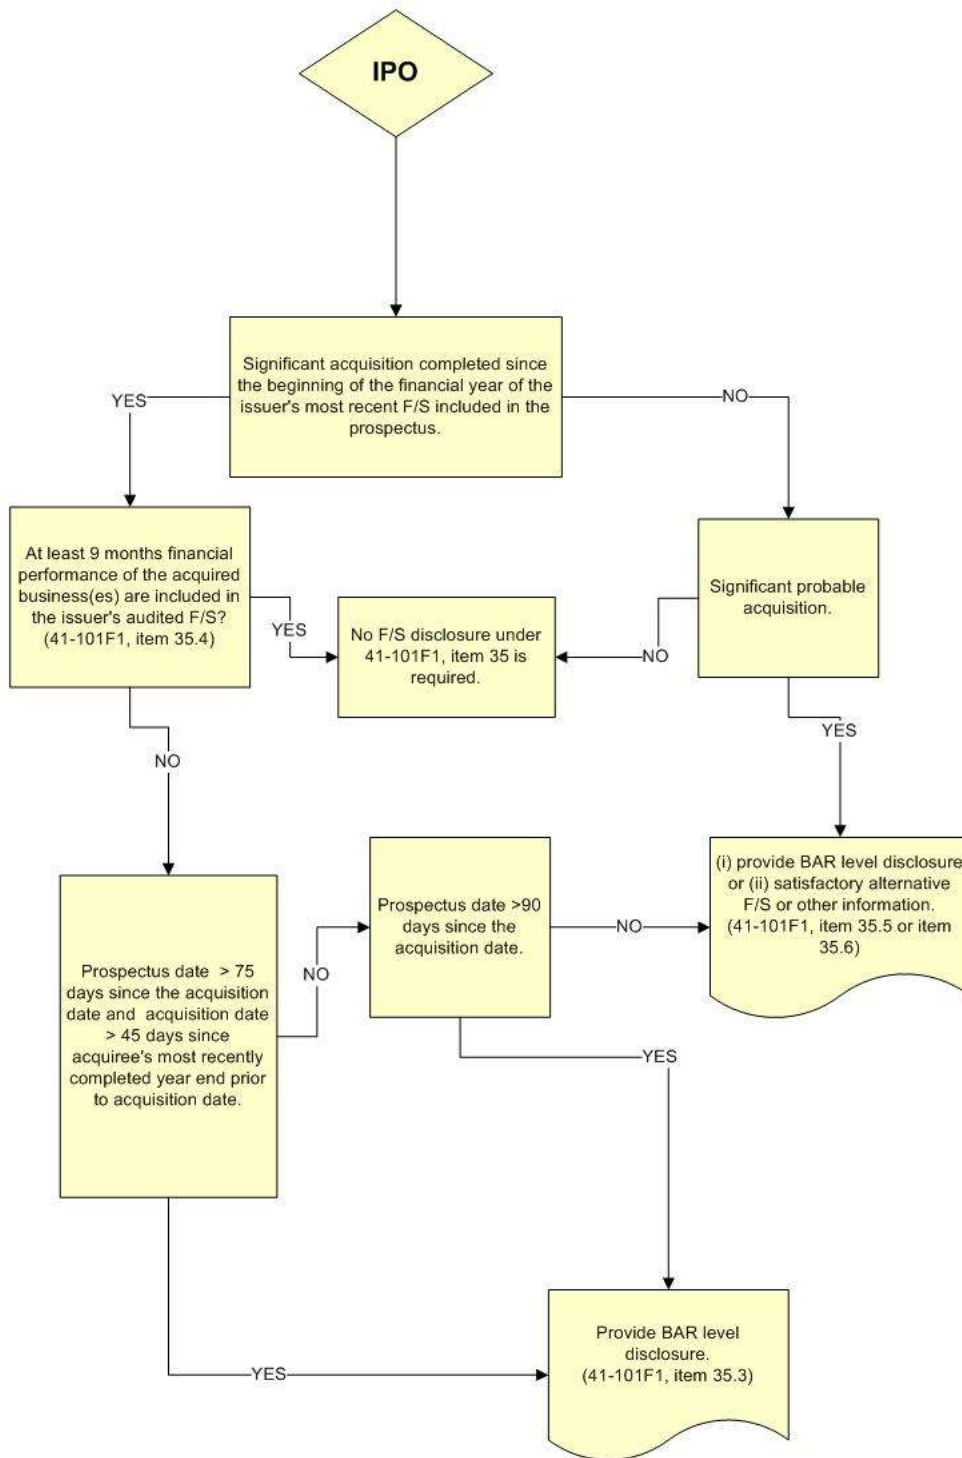 IPO
Significant acquisition completed since
the beginning of the financial year of the
issuer's most recent F/S included in the
prospectus.
YES
NO
At least 9 months financial
performance of the acquired
business(es) are included in
the issuer's audited F/S?
(41-101F1, item 35.4)
YES
No F/S disclosure under
41-101F1, item 35 is
required.
NO
Significant probable
acquisition.
NO
YES
Prospectus date  > 75
days since the acquisition
date and  acquisition date
> 45 days since
acquiree's most recently
completed year end prior
to acquisition date.
NO
Prospectus date >90
days since the
acquisition date.
NO
(i) provide BAR level disclosure
or (ii) satisfactory alternative
F/S or other information.
(41-101F1, item 35.5 or item
35.6)
YES
YES
Provide BAR level
disclosure.
(41-101F1, item 35.3)